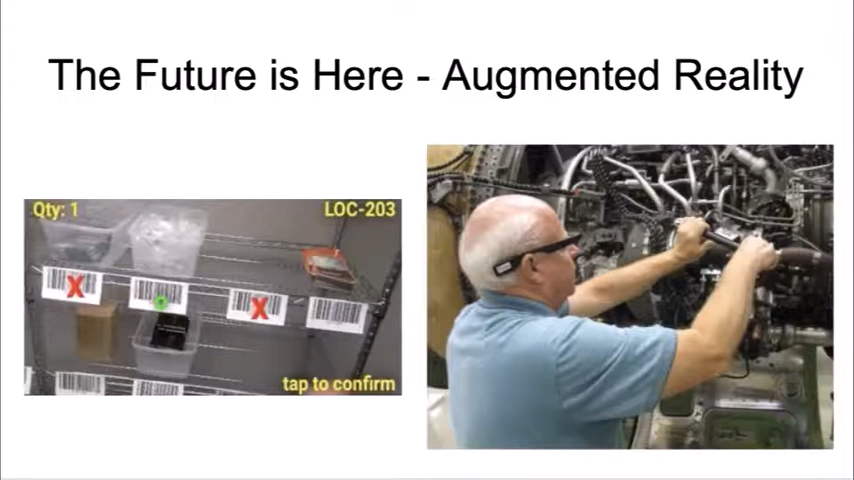 The Future is Here - Augmented Reality
Qty: 1
LOC-203
X
X
tap to confirm